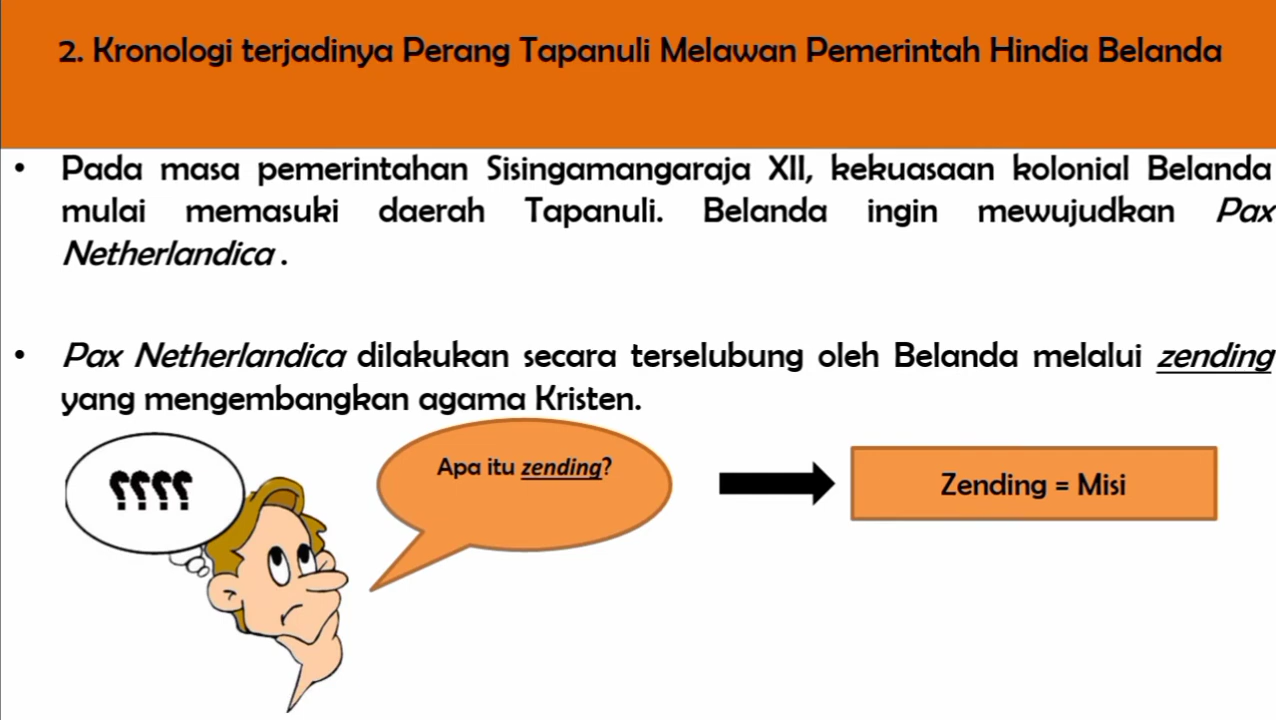 2. Kronologi terjadinya Perang Tapanuli Melawan Pemerintah Hindia Belanda
• Pada masa pemerintahan Sisingamangaraja XII, kekuasaan kolonial Belanda
mulai memasuki daerah Tapanuli. Belanda ingin mewujudkan Pax
Netherlandica .
• Pax Netherlandica dilakukan secara terselubung oleh Belanda melalui zending
yang mengembangkan agama Kristen.
????
Apa itu zending?
Zending = Misi